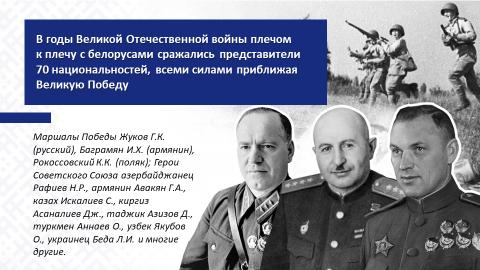 В годы Великой Отечественной войны плечом
к плечу с белорусами сражались представители
70 национальностей, всеми силами приближая
Великую Победу
Маршалы Победы Жуков Г.К.
(русский), Баграмян И.Х. (армянин),
Рокоссовский К.К. (поляк); Герои
Советского Союза азербайджанец
Рафиев Н.Р., армянин Авакян Г.А.,
казах Искалиев С., киргиз
Асаналиев Дж., таджик Азизов Д.,
туркмен Аннаев О., узбек Якубов
О., украинец Беда Л.И. и многие
другие.